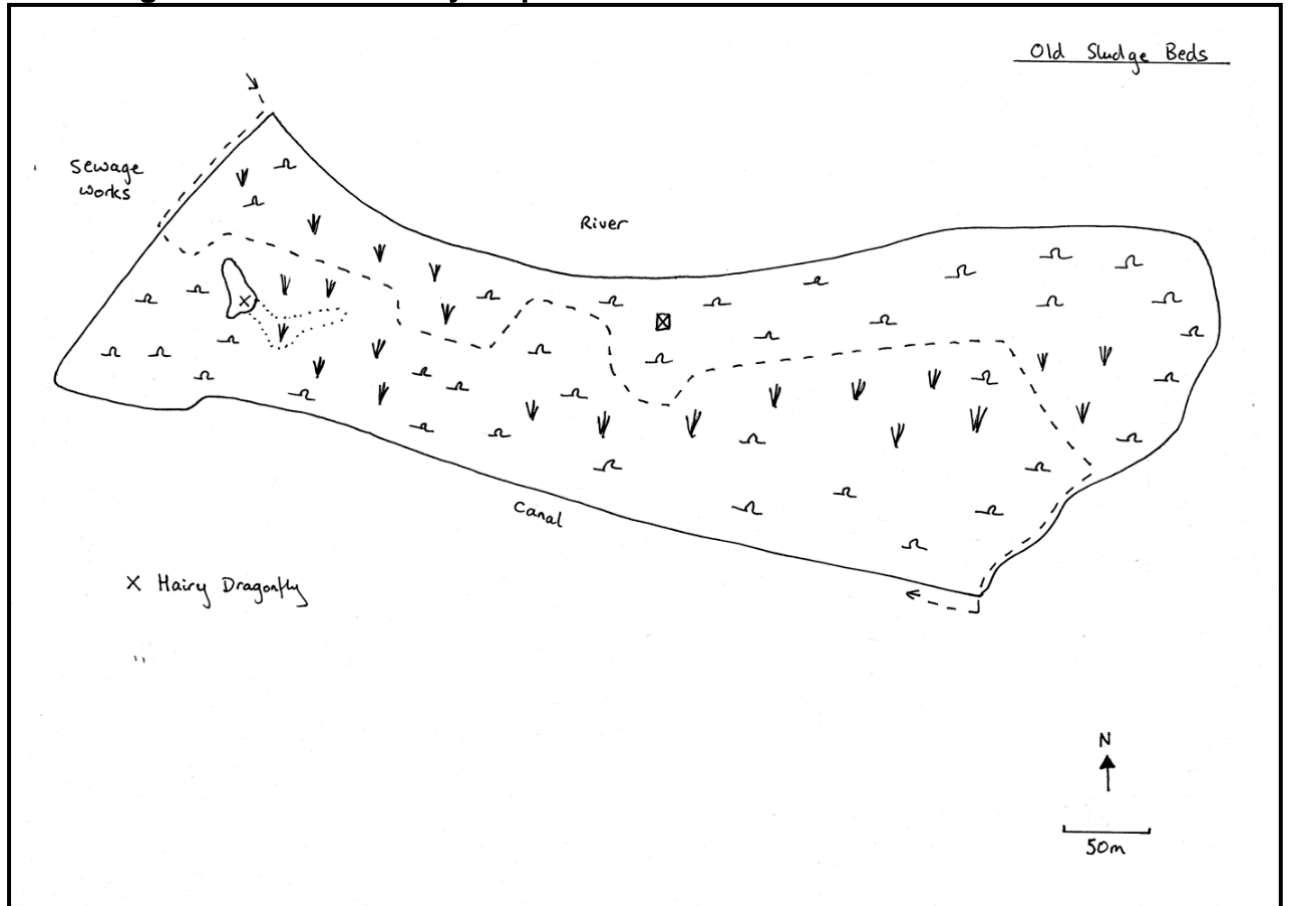 Old Sludge Beds
Sewage
works
River
Canal
X Hairy Dragonfly
N
50m